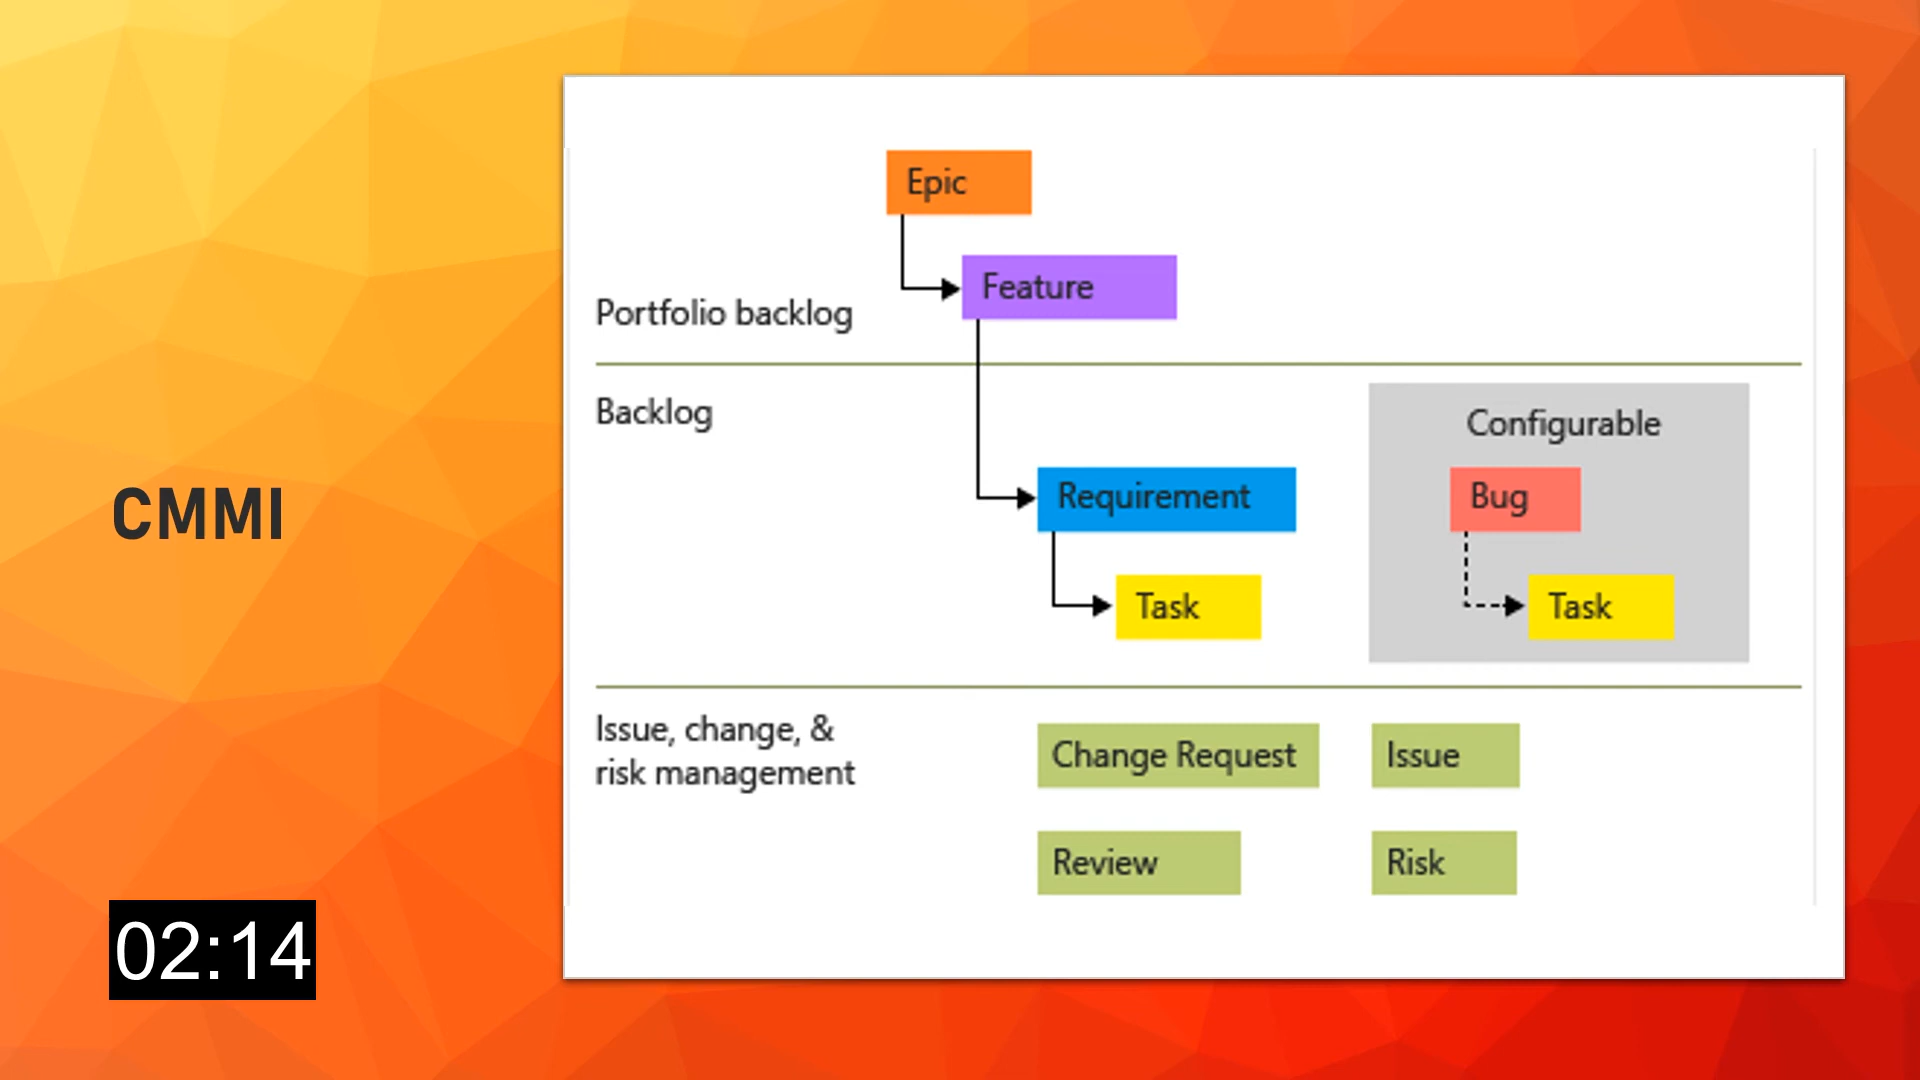 CMMI
02:14
Epic
Feature
Portfolio backlog
Backlog
Configurable
Requirement
Bug
Task
Task
Issue, change, &
risk management
Change Request
Issue
Review
Risk